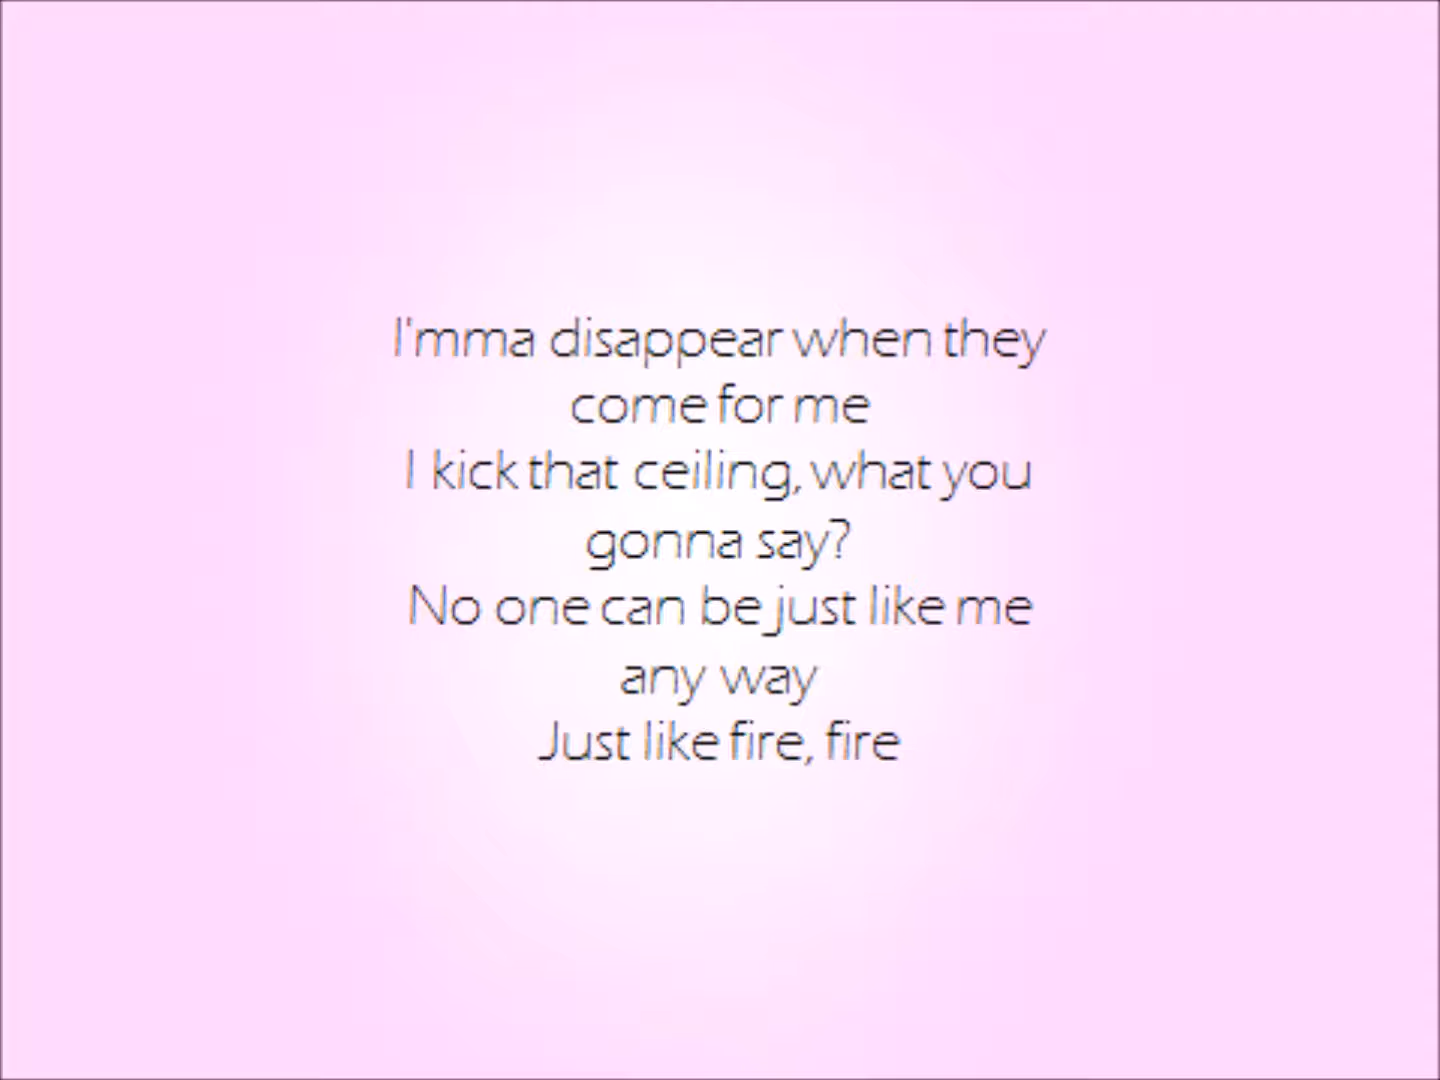 I'mma disappear when they
come for me
I kick that ceiling, what you
gonna say?
No one can be just like me
any way
Just like fire, fire